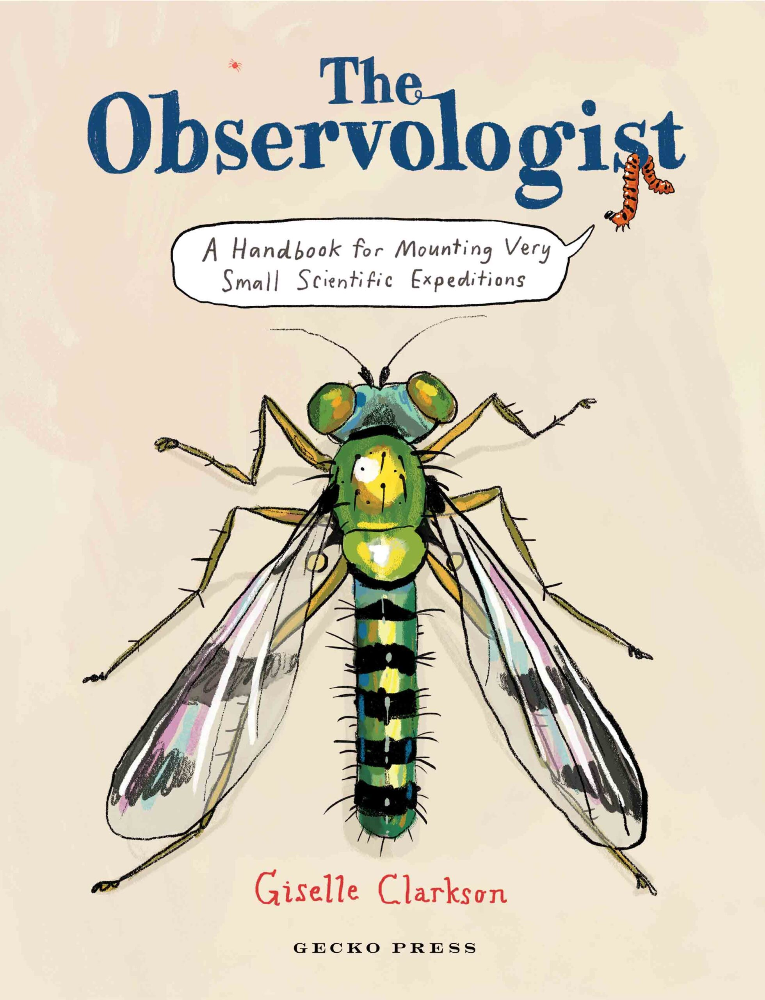 The
Observologist
A Handbook for Mounting Very
Small Scientific Expeditions
Giselle Clarkson
GECKO PRESS